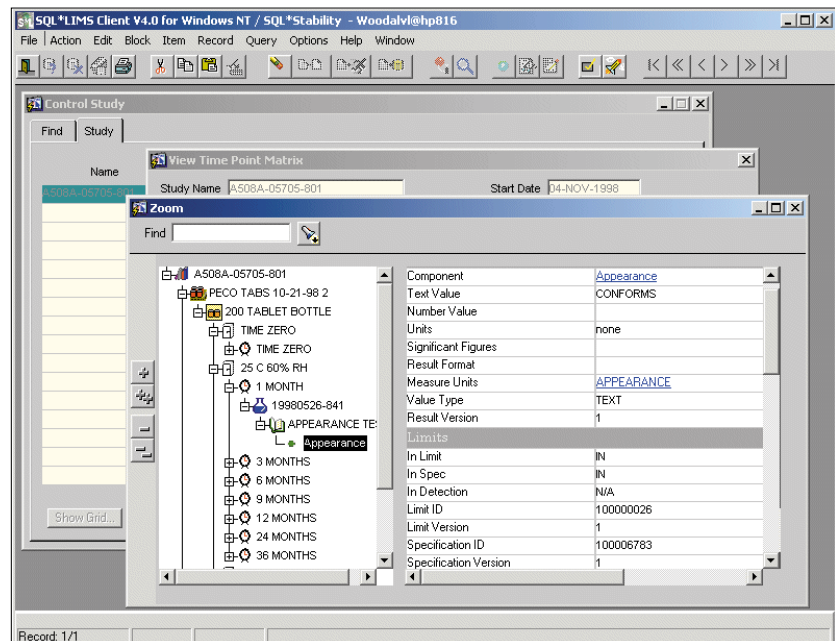 SQL*LIMS Client V4.0 for Windows NT / SQL*Stability - Woodalvl@hp816
File Action Edit Block Item Record Query Options Help Window
Control Study
Find Study
Name
A508A-05705-801
View Time Point Matrix
Study Name A508A-05705-801 Start Date 04-NOV-1998
Zoom
Find
A508A-05705-801
PECO TABS 10-21-98 2
200 TABLET BOTTLE
TIME ZERO
TIME ZERO
25 C 60% RH
1 MONTH
19980526-841
APPEARANCE TE
Appearance
3 MONTHS
6 MONTHS
9 MONTHS
12 MONTHS
24 MONTHS
36 MONTHS
Component Appearance
Text Value CONFORMS
Number Value
Units none
Significant Figures
Result Format
Measure Units APPEARANCE
Value Type TEXT
Result Version 1
Limits
In Limit IN
In Spec IN
In Detection N/A
Limit ID 100000026
Limit Version 1
Specification ID 100006783
Specification Version 1
Show Grid...
Record: 1/1